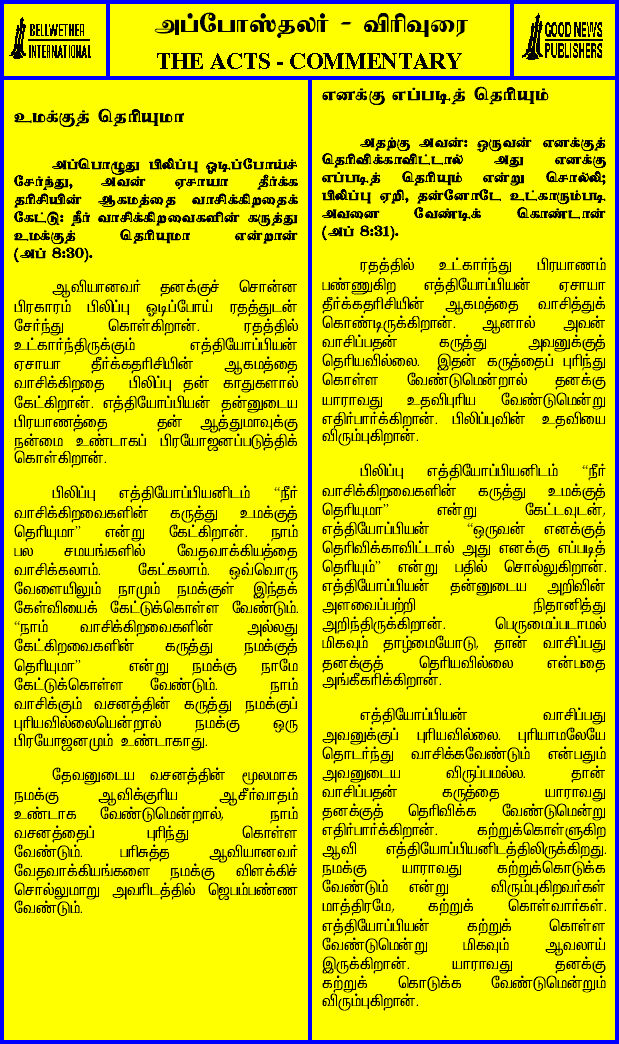 BELLWETHER
INTERNATIONAL
அப்போஸ்தலர் - விரிவுரை
THE ACTS - COMMENTARY
GOOD NEWS
PUBLISHERS
உமக்குத் தெரியுமா
அப்பொழுது பிலிப்பு ஓடிப்போய்ச்
சேர்ந்து, அவன் ஏசாயா தீர்க்க
தரிசியின் ஆகமத்தை வாசிக்கிறதைக்
கேட்டு: நீர் வாசிக்கிறவைகளின் கருத்து
உமக்குத் தெரியுமா என்றான்
(அப் 8:30).
ஆவியானவர் தனக்குச் சொன்ன
பிரகாரம் பிலிப்பு ஓடிப்போய் ரதத்துடன்
சேர்ந்து கொள்கிறான். ரதத்தில்
உட்கார்ந்திருக்கும் எத்தியோப்பியன்
ஏசாயா தீர்க்கதரிசியின் ஆகமத்தை
வாசிக்கிறதை பிலிப்பு தன் காதுகளால்
கேட்கிறான். எத்தியோப்பியன் தன்னுடைய
பிரயாணத்தை தன் ஆத்துமாவுக்கு
நன்மை உண்டாகப் பிரயோஜனப்படுத்திக்
கொள்கிறான்.
பிலிப்பு எத்தியோப்பியனிடம் “நீர்
வாசிக்கிறவைகளின் கருத்து உமக்குத்
தெரியுமா” என்று கேட்கிறான். நாம்
பல சமயங்களில் வேதவாக்கியத்தை
வாசிக்கலாம். கேட்கலாம். ஒவ்வொரு
வேளையிலும் நாமும் நமக்குள் இந்தக்
கேள்வியைக் கேட்டுக்கொள்ள வேண்டும்.
“நாம் வாசிக்கிறவைகளின் அல்லது
கேட்கிறவைகளின் கருத்து நமக்குத்
தெரியுமா” என்று நமக்கு நாமே
கேட்டுக்கொள்ள வேண்டும். நாம்
வாசிக்கும் வசனத்தின் கருத்து நமக்குப்
புரியவில்லையென்றால் நமக்கு ஒரு
பிரயோஜனமும் உண்டாகாது.
தேவனுடைய வசனத்தின் மூலமாக
நமக்கு ஆவிக்குரிய ஆசீர்வாதம்
உண்டாக வேண்டுமென்றால், நாம்
வசனத்தைப் புரிந்து கொள்ள
வேண்டும். பரிசுத்த ஆவியானவர்
வேதவாக்கியங்களை நமக்கு விளக்கிச்
சொல்லுமாறு அவரிடத்தில் ஜெபம்பண்ண
வேண்டும்.
எனக்கு எப்படித் தெரியும்
அதற்கு அவன்: ஒருவன் எனக்குத்
தெரிவிக்காவிட்டால் அது எனக்கு
எப்படித் தெரியும் என்று சொல்லி;
பிலிப்பு ஏறி, தன்னோடே உட்காரும்படி
அவனை வேண்டிக் கொண்டான்
(அப் 8:31).
ரதத்தில் உட்கார்ந்து பிரயாணம்
பண்ணுகிற எத்தியோப்பியன் ஏசாயா
தீர்க்கதரிசியின் ஆகமத்தை வாசித்துக்
கொண்டிருக்கிறான். ஆனால் அவன்
வாசிப்பதன் கருத்து அவனுக்குத்
தெரியவில்லை. இதன் கருத்தைப் புரிந்து
கொள்ள வேண்டுமென்றால் தனக்கு
யாராவது உதவிபுரிய வேண்டுமென்று
எதிர்பார்க்கிறான். பிலிப்புவின் உதவியை
விரும்புகிறான்.
பிலிப்பு எத்தியோப்பியனிடம் “நீர்
வாசிக்கிறவைகளின் கருத்து உமக்குத்
தெரியுமா” என்று கேட்டவுடன்,
எத்தியோப்பியன் “ஒருவன் எனக்குத்
தெரிவிக்காவிட்டால் அது எனக்கு எப்படித்
தெரியும்” என்று பதில் சொல்லுகிறான்.
எத்தியோப்பியன் தன்னுடைய அறிவின்
அளவைப்பற்றி நிதானித்து
அறிந்திருக்கிறான். பெருமைப்படாமல்
மிகவும் தாழ்மையோடு, தான் வாசிப்பது
தனக்குத் தெரியவில்லை என்பதை
அங்கீகரிக்கிறான்.
எத்தியோப்பியன் வாசிப்பது
அவனுக்குப் புரியவில்லை. புரியாமலேயே
தொடர்ந்து வாசிக்கவேண்டும் என்பதும்
அவனுடைய விருப்பமல்ல. தான்
வாசிப்பதன் கருத்தை யாராவது
தனக்குத் தெரிவிக்க வேண்டுமென்று
எதிர்பார்க்கிறான். கற்றுக்கொள்ளுகிற
ஆவி எத்தியோப்பியனிடத்திலிருக்கிறது.
நமக்கு யாராவது கற்றுக்கொடுக்க
வேண்டும் என்று விரும்புகிறவர்கள்
மாத்திரமே, கற்றுக் கொள்வார்கள்.
எத்தியோப்பியன் கற்றுக் கொள்ள
வேண்டுமென்று மிகவும் ஆவலாய்
இருக்கிறான். யாராவது தனக்கு
கற்றுக் கொடுக்க வேண்டுமென்றும்
விரும்புகிறான்.